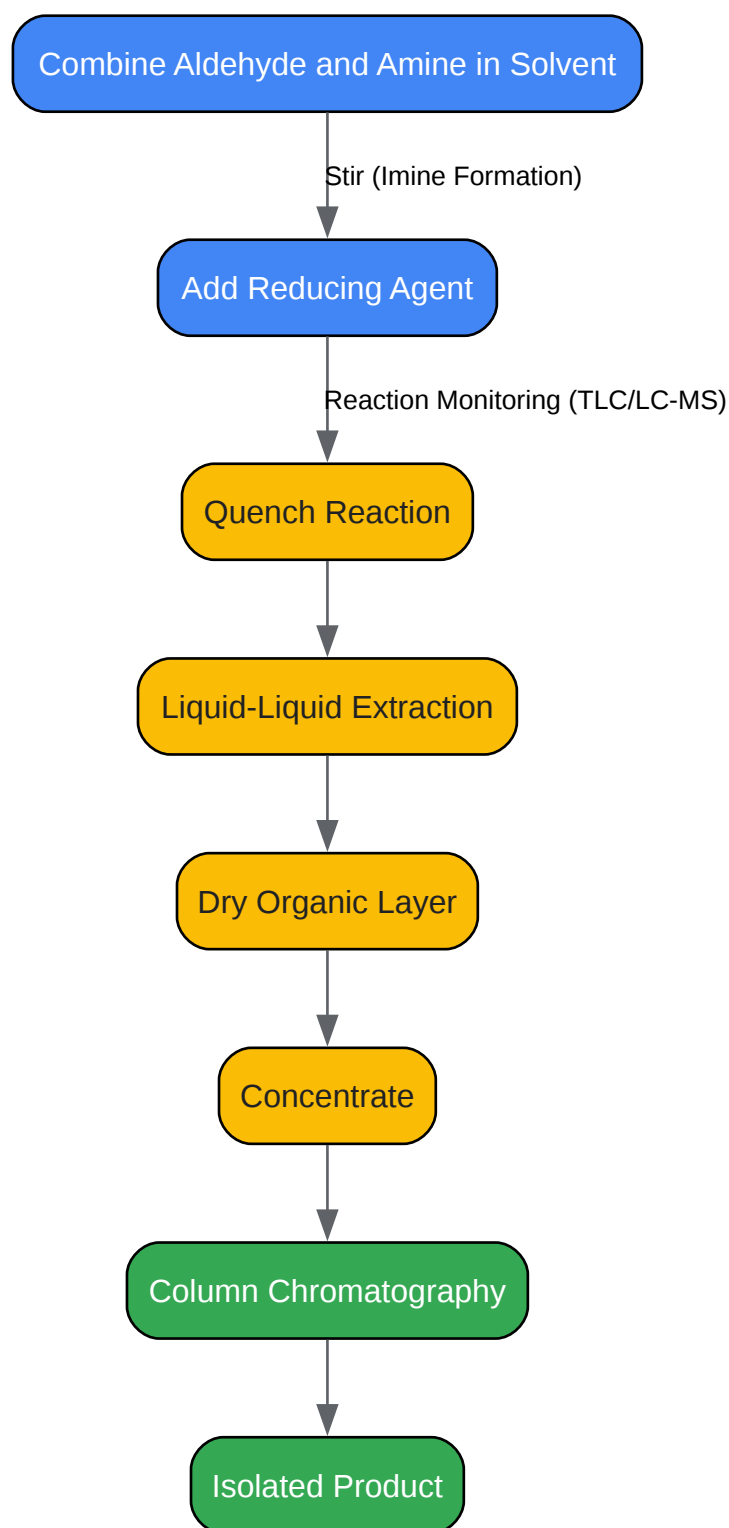 Combine Aldehyde and Amine in Solvent
Stir (Imine Formation)
Add Reducing Agent
Reaction Monitoring (TLC/LC-MS)
Quench Reaction
Liquid-Liquid Extraction
Dry Organic Layer
Concentrate
Column Chromatography
Isolated Product